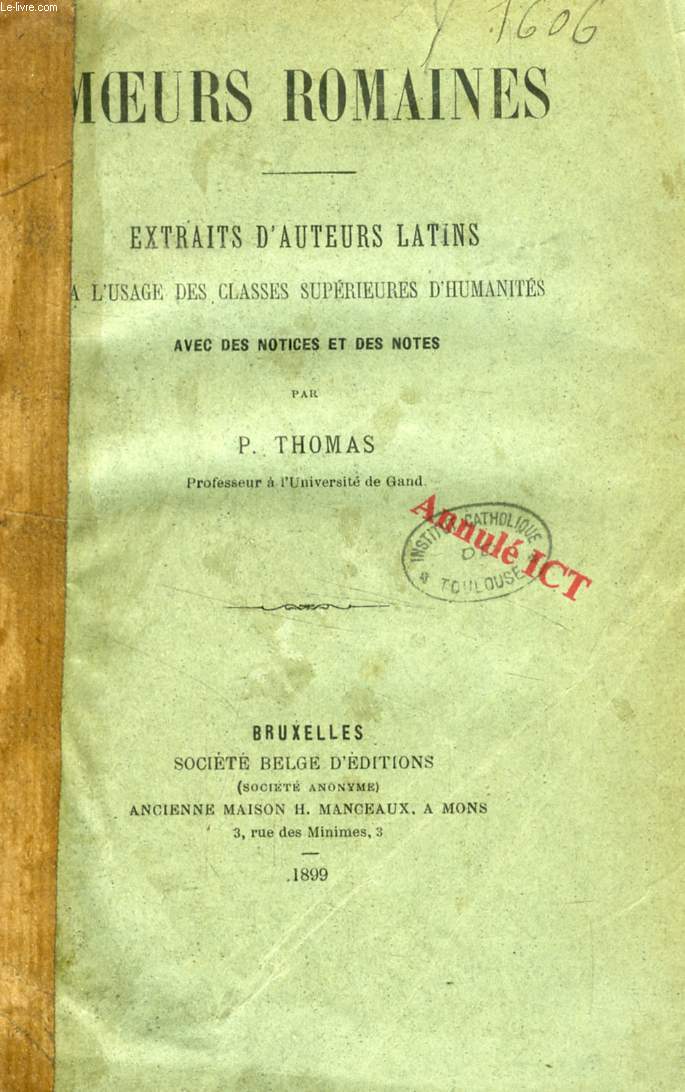 Le-livre.com
1606
MŒURS ROMAINES
EXTRAITS D'AUTEURS LATINS
A L'USAGE DES CLASSES SUPÉRIEURES D'HUMANITÉS
AVEC DES NOTICES ET DES NOTES
PAR
P. THOMAS
Professeur à l'Université de Gand
INSTITUT CATHOLIQUE
DE
TOULOUSE
Annulé ICT
BRUXELLES
SOCIÉTÉ BELGE D'ÉDITIONS
(SOCIÉTÉ ANONYME)
ANCIENNE MAISON H. MANCEAUX, A MONS
3, rue des Minimes, 3
1899